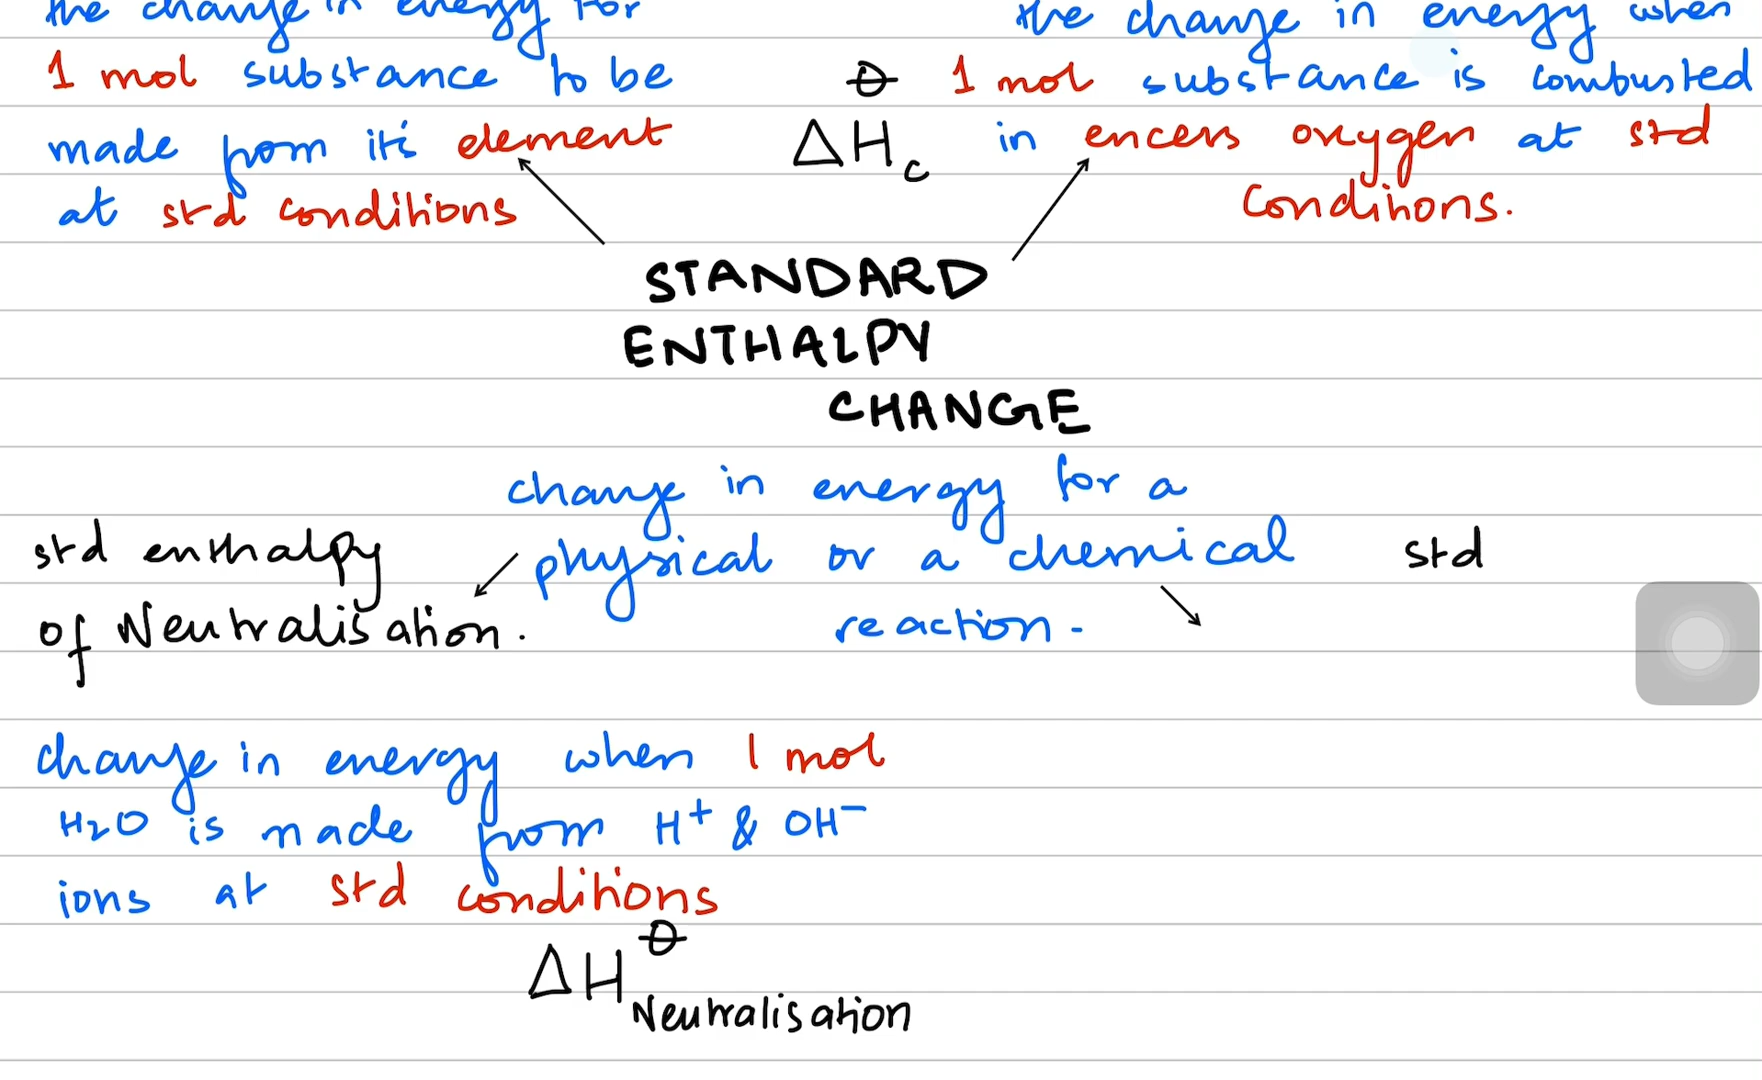 the change in energy for
1 mol substance to be
made from it's element
at std conditions
the change in energy when
1 mol substance is combusted
in encess oxygen at std
conditions.
ΔH⦵c
STANDARD
ENTHALPY
CHANGE
change in energy for a
physical or a chemical
reaction -
std enthalpy
of Neutralisation.
std
change in energy when 1 mol
H2O is made from H⁺ & OH⁻
ions at std conditions
ΔH⦵Neutralisation